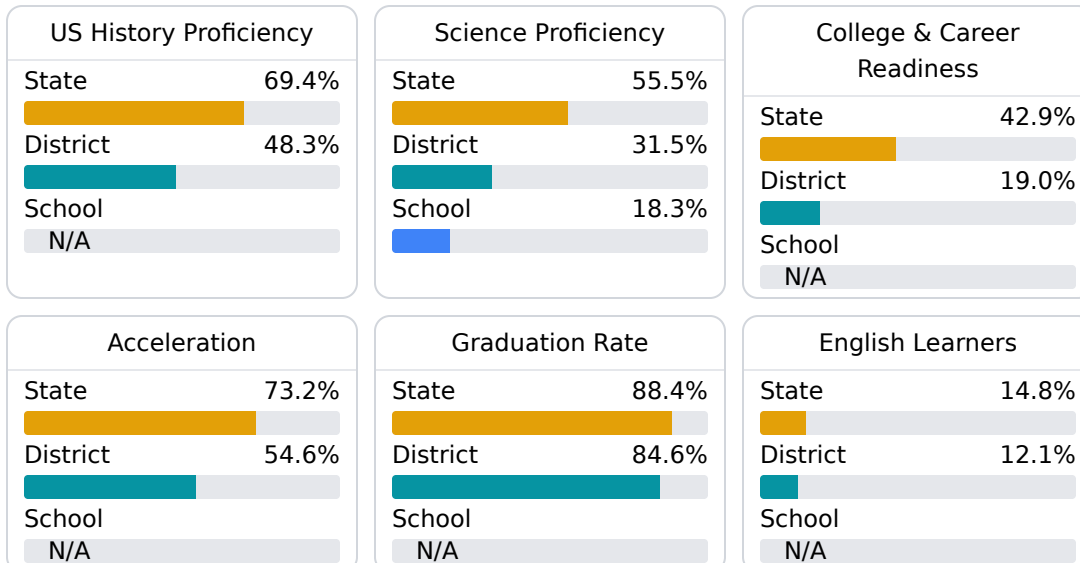 US History Proficiency
State 69.4%
District 48.3%
School
N/A
Science Proficiency
State 55.5%
District 31.5%
School 18.3%
College & Career
Readiness
State 42.9%
District 19.0%
School
N/A
Acceleration
State 73.2%
District 54.6%
School
N/A
Graduation Rate
State 88.4%
District 84.6%
School
N/A
English Learners
State 14.8%
District 12.1%
School
N/A